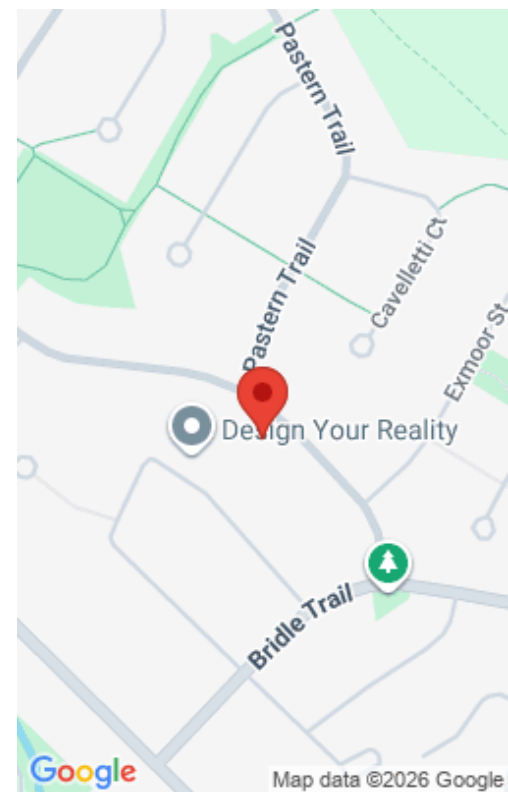 Pastern Trail
Pastern Trail
Cavelletti Ct
Exmoor St
Design Your Reality
Bridle Trail
Google
Map data ©2026 Google